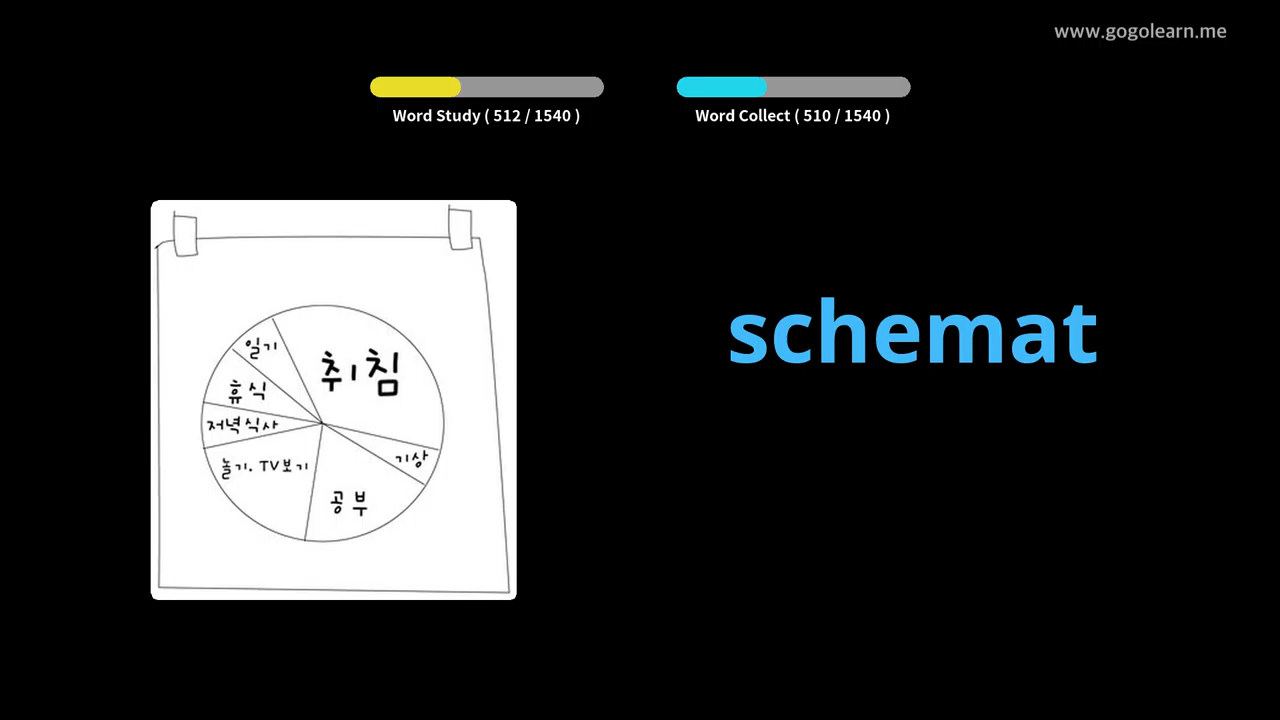 www.gogolearn.me
Word Study ( 512 / 1540 )
Word Collect ( 510 / 1540 )
schemat
일기
취침
휴식
저녁식사
놀기. TV보기
기상
공부